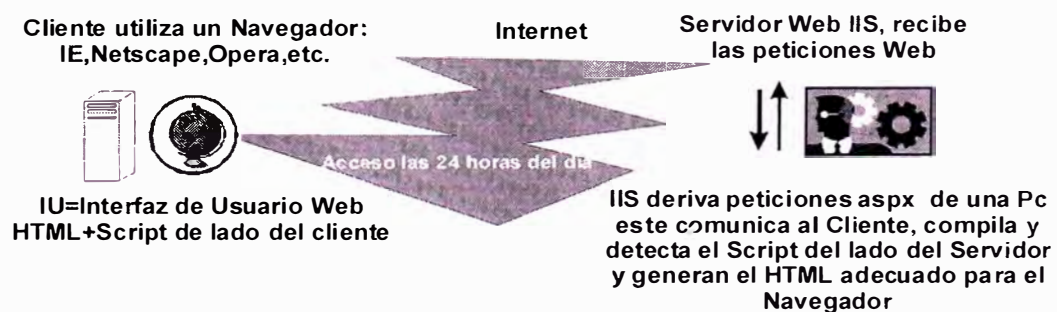 Cliente utiliza un Navegador:
IE,Netscape,Opera,etc.
Internet
Servidor Web IIS, recibe
las peticiones Web
Acceso las 24 horas del día
IU=Interfaz de Usuario Web
HTML+Script de lado del cliente
IIS deriva peticiones aspx de una Pc
este comunica al Cliente, compila y
detecta el Script del lado del Servidor
y generan el HTML adecuado para el
Navegador